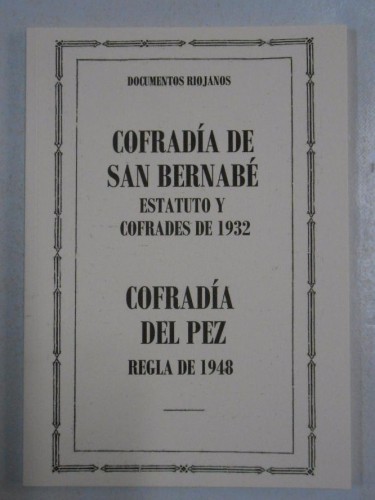 DOCUMENTOS RIOJANOS
COFRADÍA DE
SAN BERNABÉ
ESTATUTO Y
COFRADES DE 1932
COFRADÍA
DEL PEZ
REGLA DE 1948